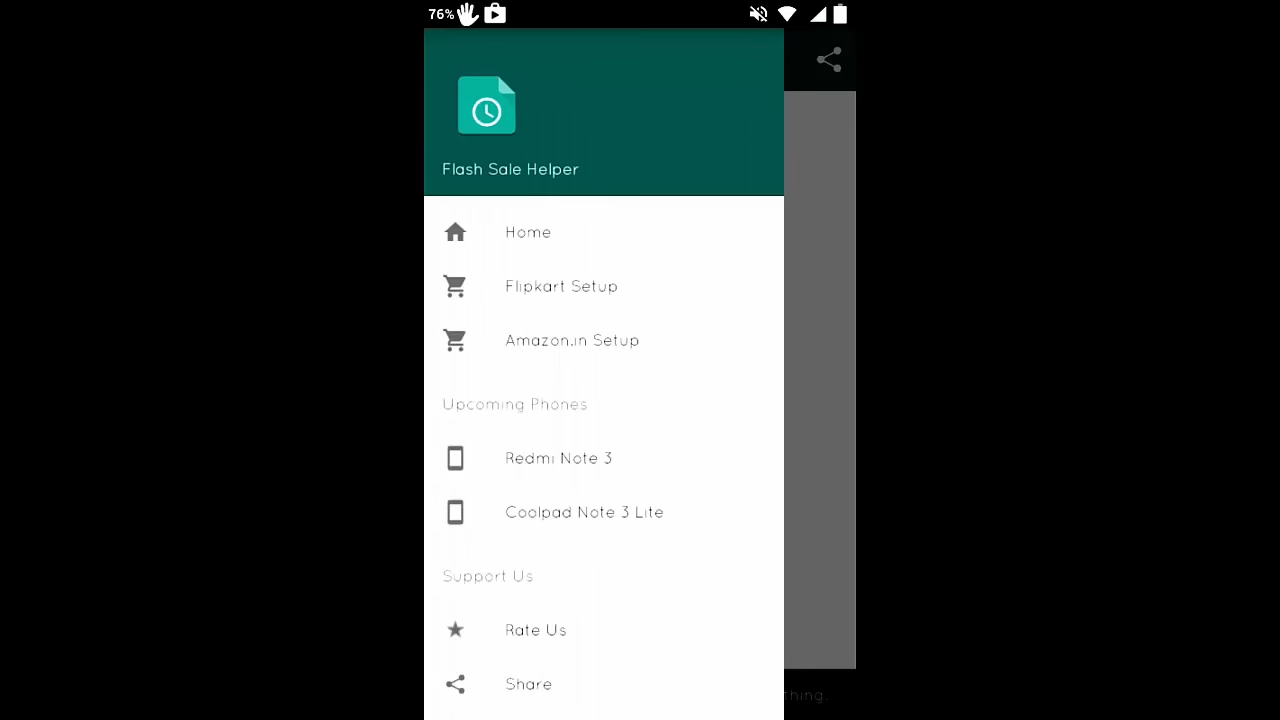 76%
Flash Sale Helper
Home
Flipkart Setup
Amazon.in Setup
Upcoming Phones
Redmi Note 3
Coolpad Note 3 Lite
Support Us
Rate Us
Share
thing.